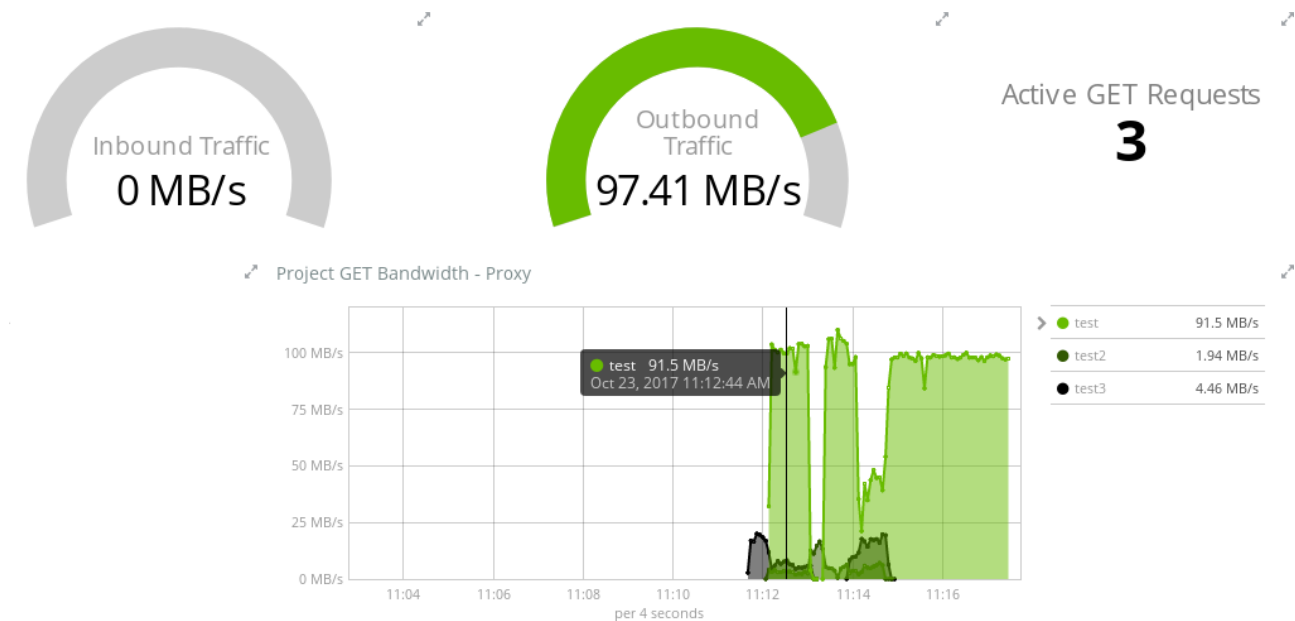 Inbound Traffic
0 MB/s
Outbound
Traffic
97.41 MB/s
Active GET Requests
3
Project GET Bandwidth - Proxy
100 MB/s
75 MB/s
50 MB/s
25 MB/s
0 MB/s
test 91.5 MB/s
Oct 23, 2017 11:12:44 AM
11:04 11:06 11:08 11:10 11:12 11:14 11:16
per 4 seconds
test 91.5 MB/s
test2 1.94 MB/s
test3 4.46 MB/s